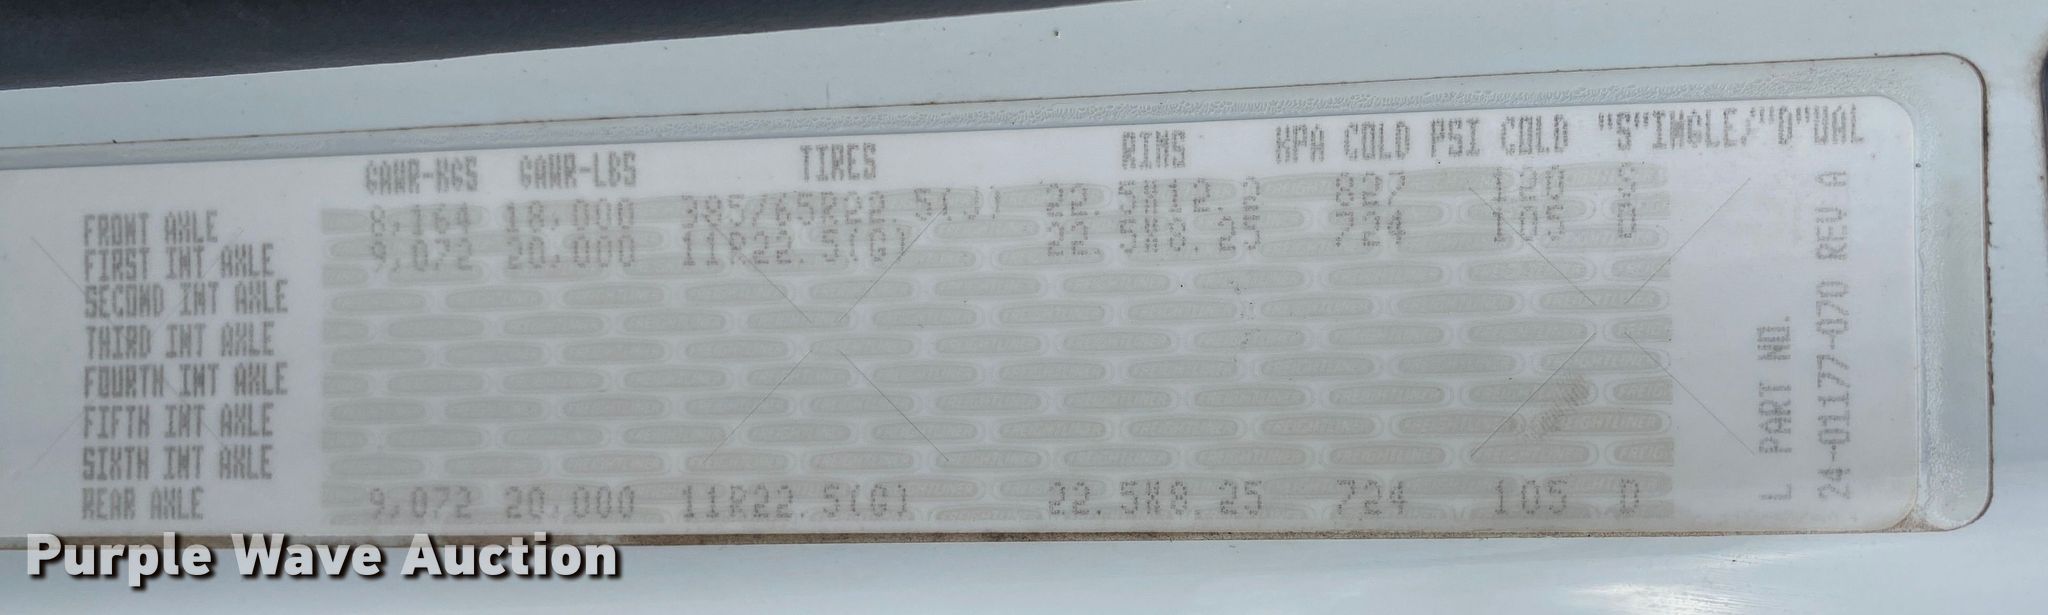 GAWR-KGS GAWR-LBS TIRES RIMS KPA COLD PSI COLD "S"INGLE/"D"UAL
FRONT AXLE 8,164 18,000 385/65R22.5(J) 22.5X12.2 827 120 S
FIRST INT AXLE 9,072 20,000 11R22.5(G) 22.5X8.25 724 105 D
SECOND INT AXLE
THIRD INT AXLE
FOURTH INT AXLE
FIFTH INT AXLE
SIXTH INT AXLE
REAR AXLE 9,072 20,000 11R22.5(G) 22.5X8.25 724 105 D
L PART NO.
24-01177-070 REV A
Purple Wave Auction